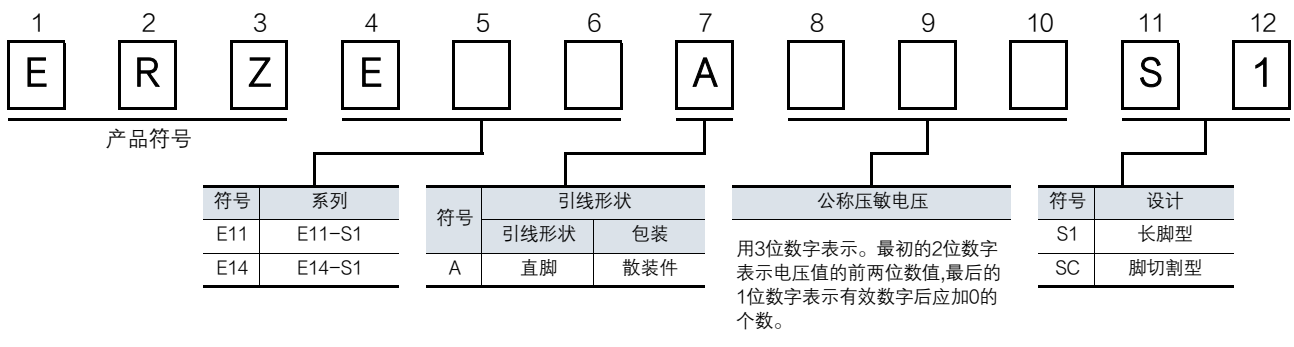 1 2 3 4 5 6 7 8 9 10 11 12
E R Z E A S 1
产品符号
符号 系列
E11 E11-S1
E14 E14-S1
符号 引线形状
引线形状 包装
A 直脚 散装件
公称压敏电压
用3位数字表示。最初的2位数字
表示电压值的前两位数值,最后的
1位数字表示有效数字后应加0的
个数。
符号 设计
S1 长脚型
SC 脚切割型